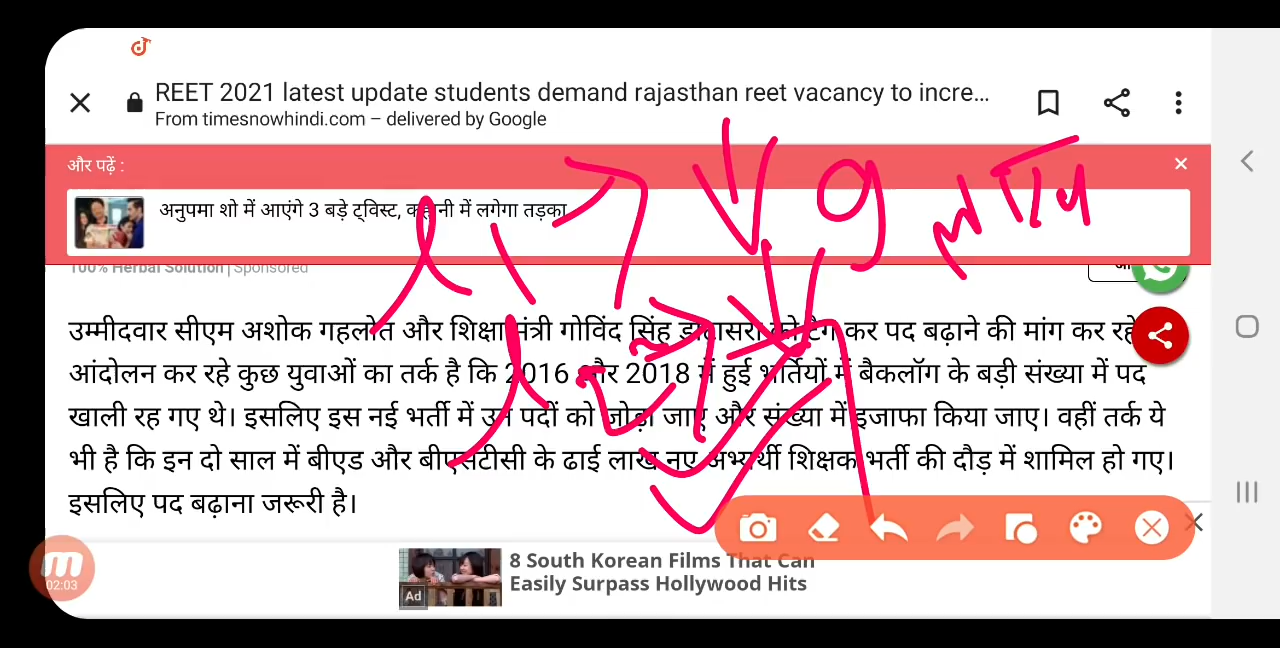 REET 2021 latest update students demand rajasthan reet vacancy to incre...
From timesnowhindi.com – delivered by Google
और पढ़ें :
अनुपमा शो में आएंगे 3 बड़े ट्विस्ट, कहानी में लगेगा तड़का
100% Herbal Solution | Sponsored
उम्मीदवार सीएम अशोक गहलोत और शिक्षा मंत्री गोविंद सिंह डोटासरा को टैग कर पद बढ़ाने की मांग कर रहे
आंदोलन कर रहे कुछ युवाओं का तर्क है कि 2016 और 2018 में हुई भर्तियों में बैकलॉग के बड़ी संख्या में पद
खाली रह गए थे। इसलिए इस नई भर्ती में उन पदों को जोड़ा जाए और संख्या में इजाफा किया जाए। वहीं तर्क ये
भी है कि इन दो साल में बीएड और बीएसटीसी के ढाई लाख नए अभ्यर्थी शिक्षक भर्ती की दौड़ में शामिल हो गए।
इसलिए पद बढ़ाना जरूरी है।
02:03
Ad
8 South Korean Films That Can
Easily Surpass Hollywood Hits